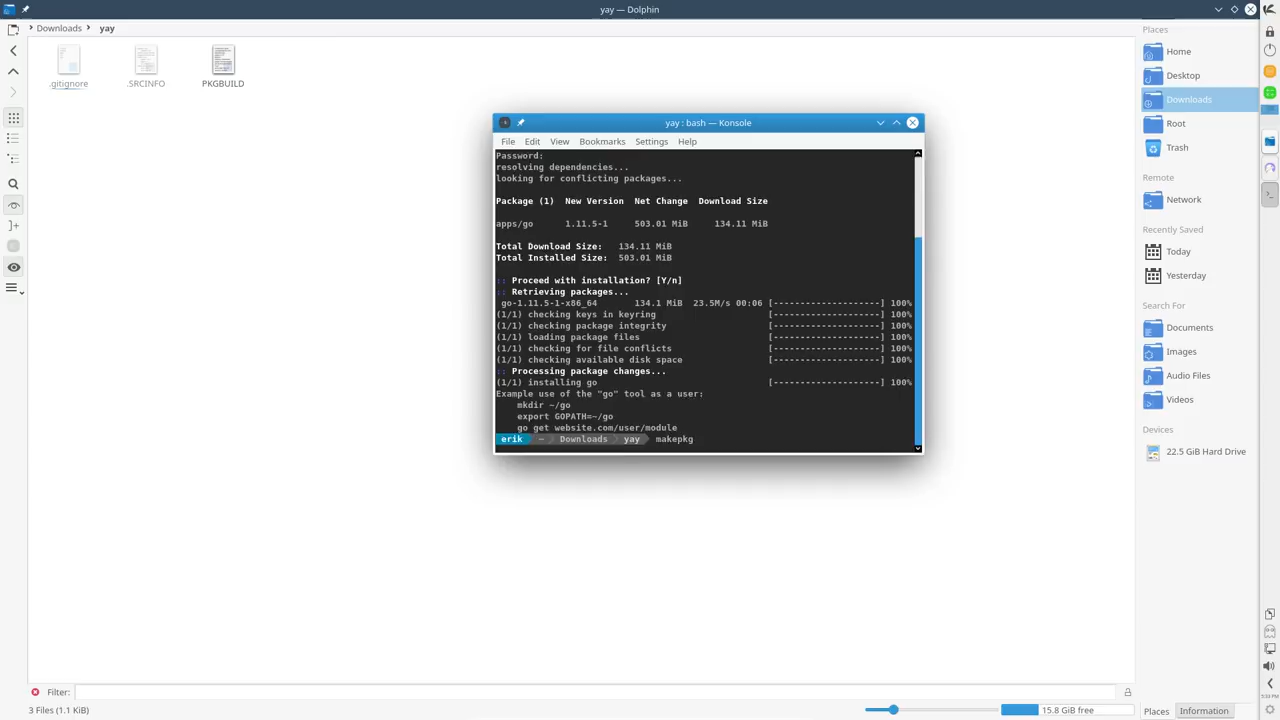 yay — Dolphin
Downloads yay
.gitignore
.SRCINFO
PKGBUILD
yay : bash — Konsole
File Edit View Bookmarks Settings Help
Password:
resolving dependencies...
looking for conflicting packages...
Package (1) New Version Net Change Download Size
apps/go 1.11.5-1 503.01 MiB 134.11 MiB
Total Download Size: 134.11 MiB
Total Installed Size: 503.01 MiB
:: Proceed with installation? [Y/n]
:: Retrieving packages...
go-1.11.5-1-x86_64 134.1 MiB 23.5M/s 00:06 [--------------------] 100%
(1/1) checking keys in keyring [--------------------] 100%
(1/1) checking package integrity [--------------------] 100%
(1/1) loading package files [--------------------] 100%
(1/1) checking for file conflicts [--------------------] 100%
(1/1) checking available disk space [--------------------] 100%
:: Processing package changes...
(1/1) installing go [--------------------] 100%
Example use of the "go" tool as a user:
mkdir ~/go
export GOPATH=~/go
go get website.com/user/module
erik ~ Downloads yay makepkg
Places
Home
Desktop
Downloads
Root
Trash
Remote
Network
Recently Saved
Today
Yesterday
Search For
Documents
Images
Audio Files
Videos
Devices
22.5 GiB Hard Drive
Filter:
3 Files (1.1 KiB)
15.8 GiB free
Places Information
5:33 PM